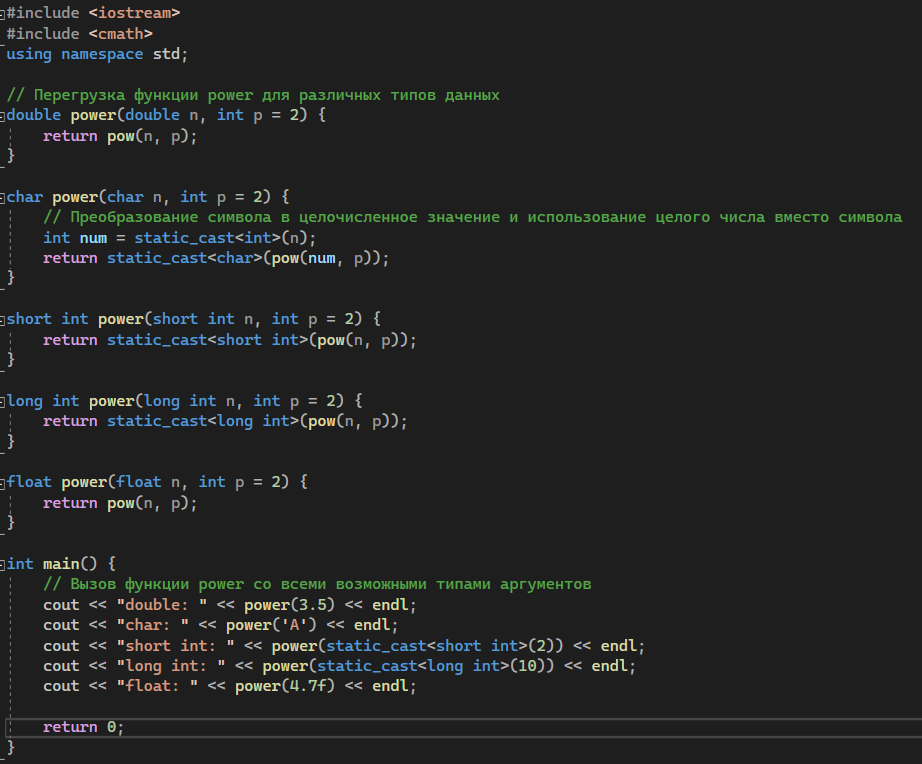 #include <iostream>
#include <cmath>
using namespace std;

// Перегрузка функции power для различных типов данных
double power(double n, int p = 2) {
    return pow(n, p);
}

char power(char n, int p = 2) {
    // Преобразование символа в целочисленное значение и использование целого числа вместо символа
    int num = static_cast<int>(n);
    return static_cast<char>(pow(num, p));
}

short int power(short int n, int p = 2) {
    return static_cast<short int>(pow(n, p));
}

long int power(long int n, int p = 2) {
    return static_cast<long int>(pow(n, p));
}

float power(float n, int p = 2) {
    return pow(n, p);
}

int main() {
    // Вызов функции power со всеми возможными типами аргументов
    cout << "double: " << power(3.5) << endl;
    cout << "char: " << power('A') << endl;
    cout << "short int: " << power(static_cast<short int>(2)) << endl;
    cout << "long int: " << power(static_cast<long int>(10)) << endl;
    cout << "float: " << power(4.7f) << endl;

    return 0;
}